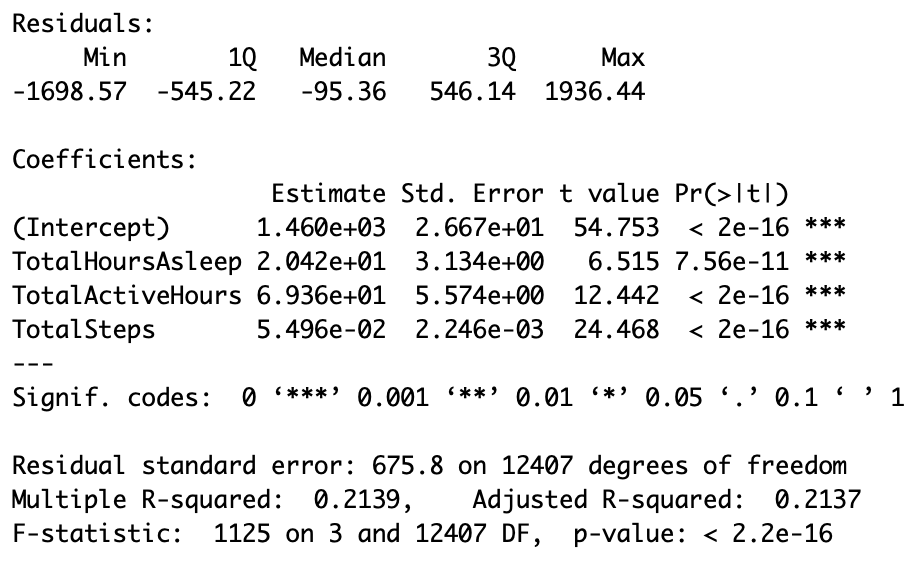 Residuals:
     Min       1Q   Median       3Q      Max
-1698.57  -545.22   -95.36   546.14  1936.44
Coefficients:
                 Estimate Std. Error t value Pr(>|t|)
(Intercept)      1.460e+03  2.667e+01  54.753  < 2e-16 ***
TotalHoursAsleep 2.042e+01  3.134e+00   6.515 7.56e-11 ***
TotalActiveHours 6.936e+01  5.574e+00  12.442  < 2e-16 ***
TotalSteps       5.496e-02  2.246e-03  24.468  < 2e-16 ***
---
Signif. codes:  0 ‘***’ 0.001 ‘**’ 0.01 ‘*’ 0.05 ‘.’ 0.1 ‘ ’ 1
Residual standard error: 675.8 on 12407 degrees of freedom
Multiple R-squared:  0.2139,    Adjusted R-squared:  0.2137
F-statistic:  1125 on 3 and 12407 DF,  p-value: < 2.2e-16